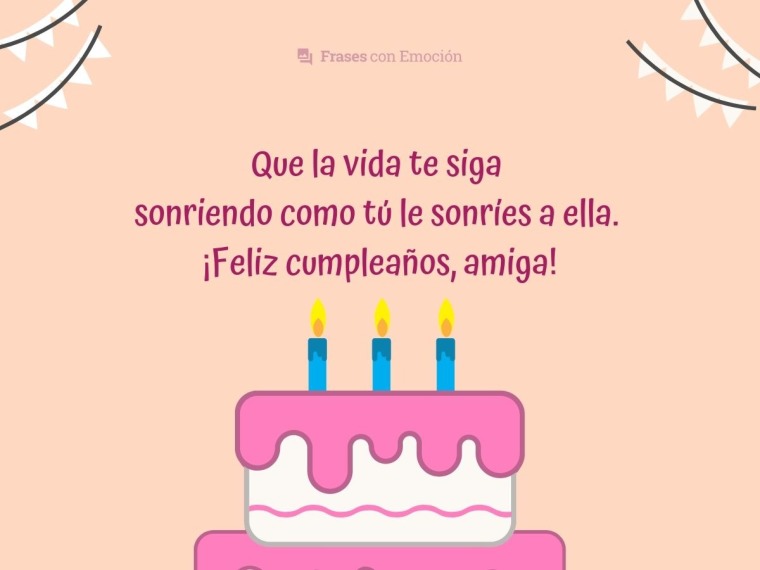 Frases con Emoción
Que la vida te siga
sonriendo como tú le sonríes a ella.
¡Feliz cumpleaños, amiga!